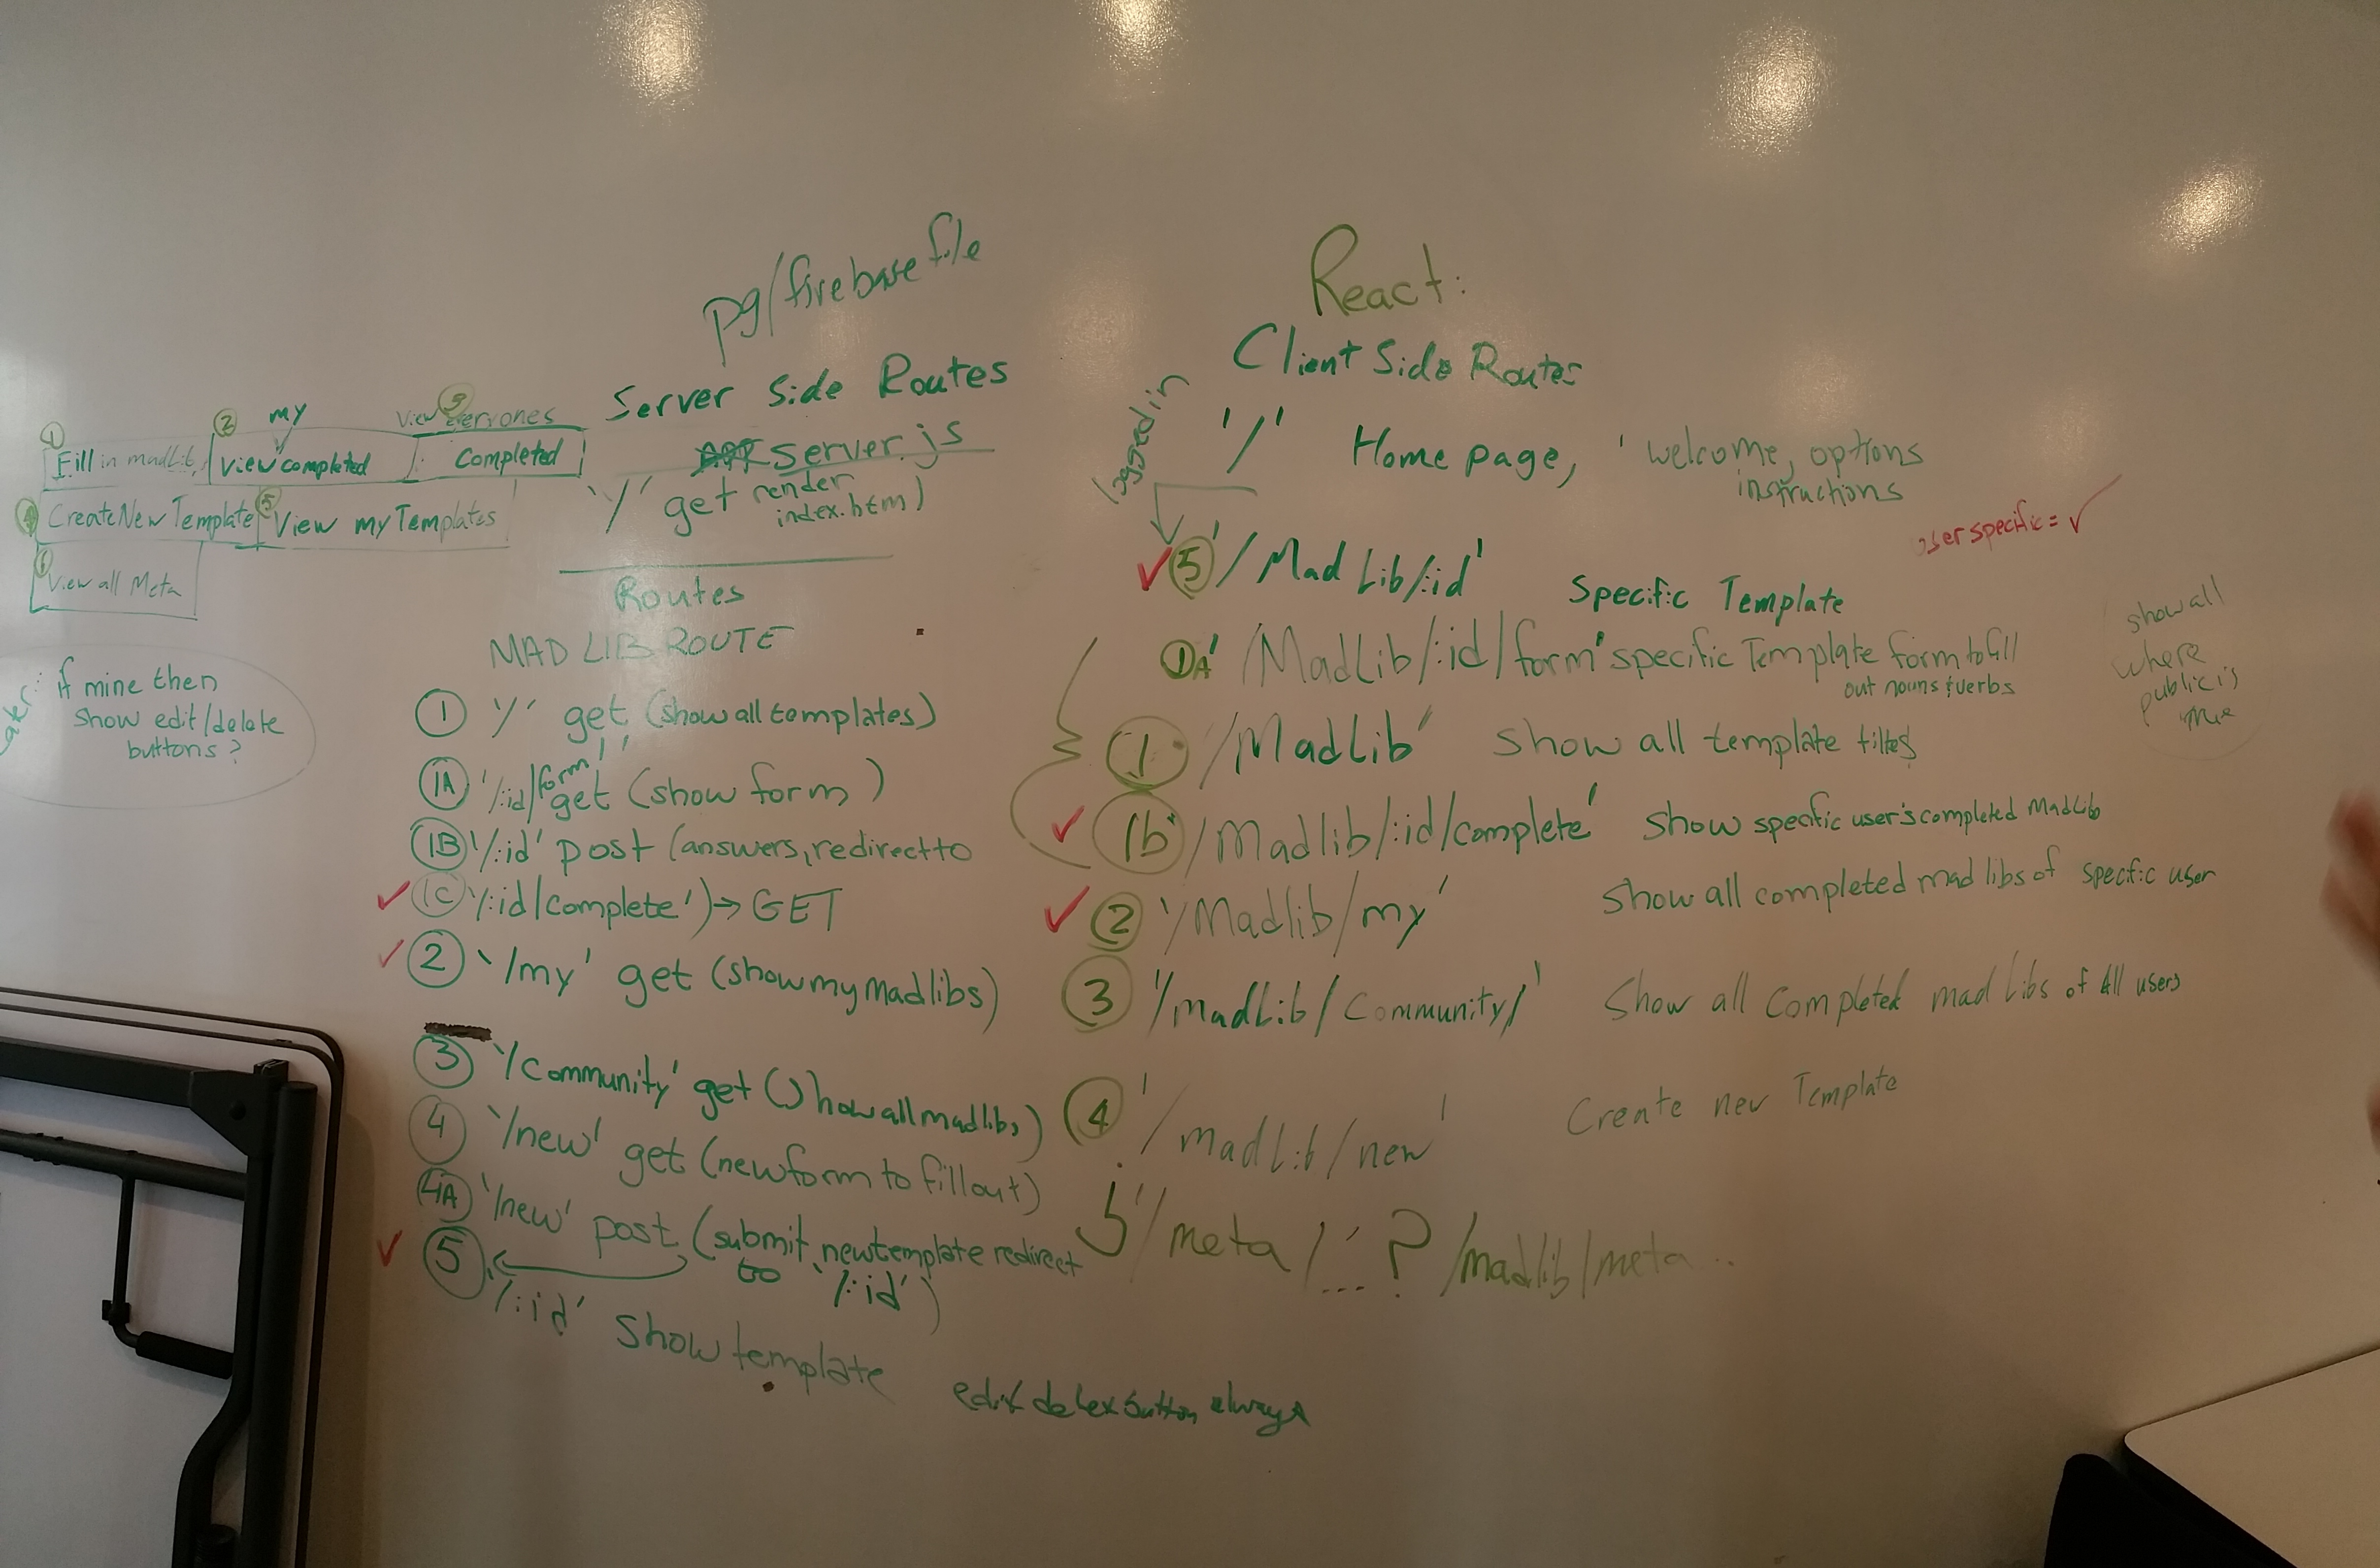 pg/firebase file
Server Side Routes
server.js
'/' get render
index.html
Routes
MAD LIB ROUTE
① '/' get (show all templates)
①A '/:id/form' get (show form)
①B '/:id' post (answers, redirect to
✓ ①C '/:id/complete') → GET
✓ ② '/my' get (show my madlibs)
③ '/community' get (show all madlibs)
④ '/new' get (new form to fill out)
④A '/new' post (submit new template redirect
to '/:id')
✓ ⑤ '/:id' show template
edit delex button always
① Fill in madLib
② my
View completed
③ View everyones
Completed
④ Create New Template
⑤ View my Templates
⑥ View all Meta
if mine then
show edit/delete
buttons?
React:
Client Side Routes
'/' Home page, 'welcome, options
instructions
logged in
user specific = ✓
✓ ⑤ '/MadLib/:id' Specific Template
①A '/MadLib/:id/form' specific Template form to fill
out nouns & verbs
① '/MadLib' show all template titles
✓ ①b '/Madlib/:id/complete' show specific user's completed MadLib
✓ ② '/Madlib/my' show all completed mad libs of specific user
③ '/madLib/Community/' Show all Completed mad Libs of All users
④ '/madLib/new' Create new Template
5 '/meta/...? /madlib/meta...
show all
where
public is
true